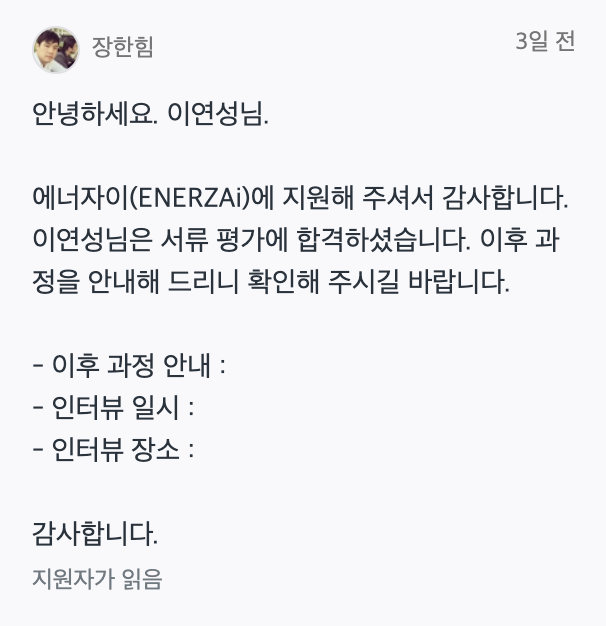 장한힘
3일 전
안녕하세요. 이연성님.
에너자이(ENERZAi)에 지원해 주셔서 감사합니다.
이연성님은 서류 평가에 합격하셨습니다. 이후 과
정을 안내해 드리니 확인해 주시길 바랍니다.
- 이후 과정 안내 :
- 인터뷰 일시 :
- 인터뷰 장소 :
감사합니다.
지원자가 읽음